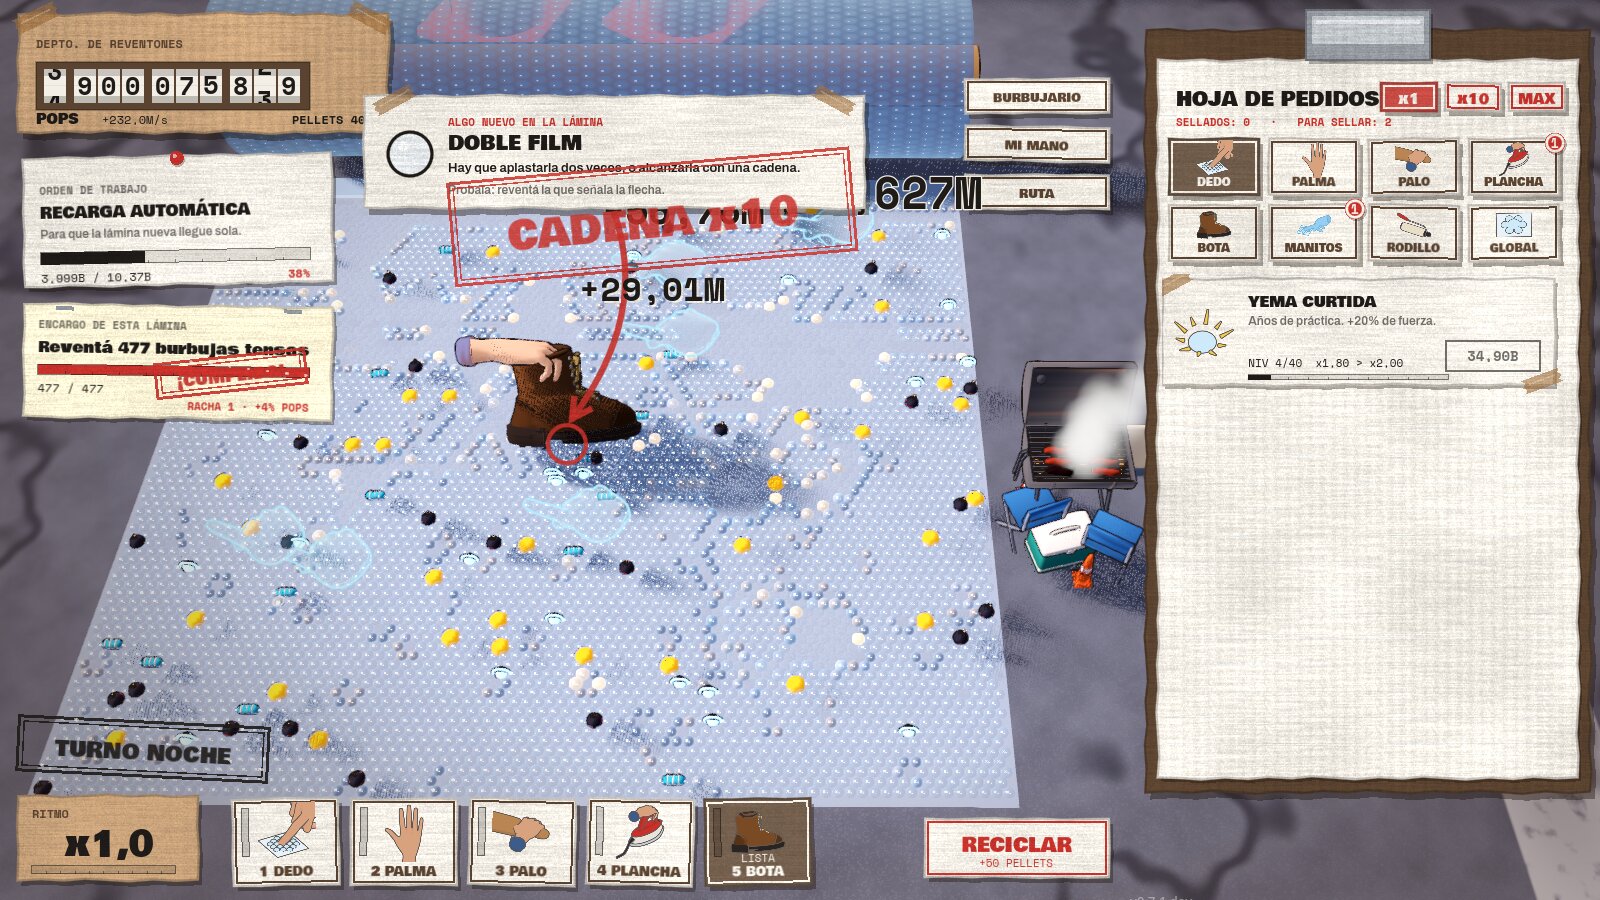 DEPTO. DE REVENTONES
900 075 8 9
POPS +232,0M/s PELLETS 40
ORDEN DE TRABAJO
RECARGA AUTOMÁTICA
Para que la lámina nueva llegue sola.
3.999B / 10.37B 38%
ENCARGO DE ESTA LÁMINA
Reventá 477 burbujas tensas
477 / 477
RACHA 1 · +4% POPS
ALGO NUEVO EN LA LÁMINA
DOBLE FILM
Hay que aplastarla dos veces, o alcanzarla con una cadena.
Probala: reventá la que señala la flecha.
CADENA x10
627M
+29,01M
BURBUJARIO
MI MANO
RUTA
HOJA DE PEDIDOS x1 x10 MAX
SELLADOS: 0 · PARA SELLAR: 2
DEDO
PALMA
PALO
PLANCHA 1
BOTA
MANITOS 1
RODILLO
GLOBAL
YEMA CURTIDA
Años de práctica. +20% de fuerza.
NIV 4/40 x1,80 > x2,00
34,90B
TURNO NOCHE
RITMO
x1,0
1 DEDO
2 PALMA
3 PALO
4 PLANCHA
LISTA
5 BOTA
RECICLAR
+50 PELLETS